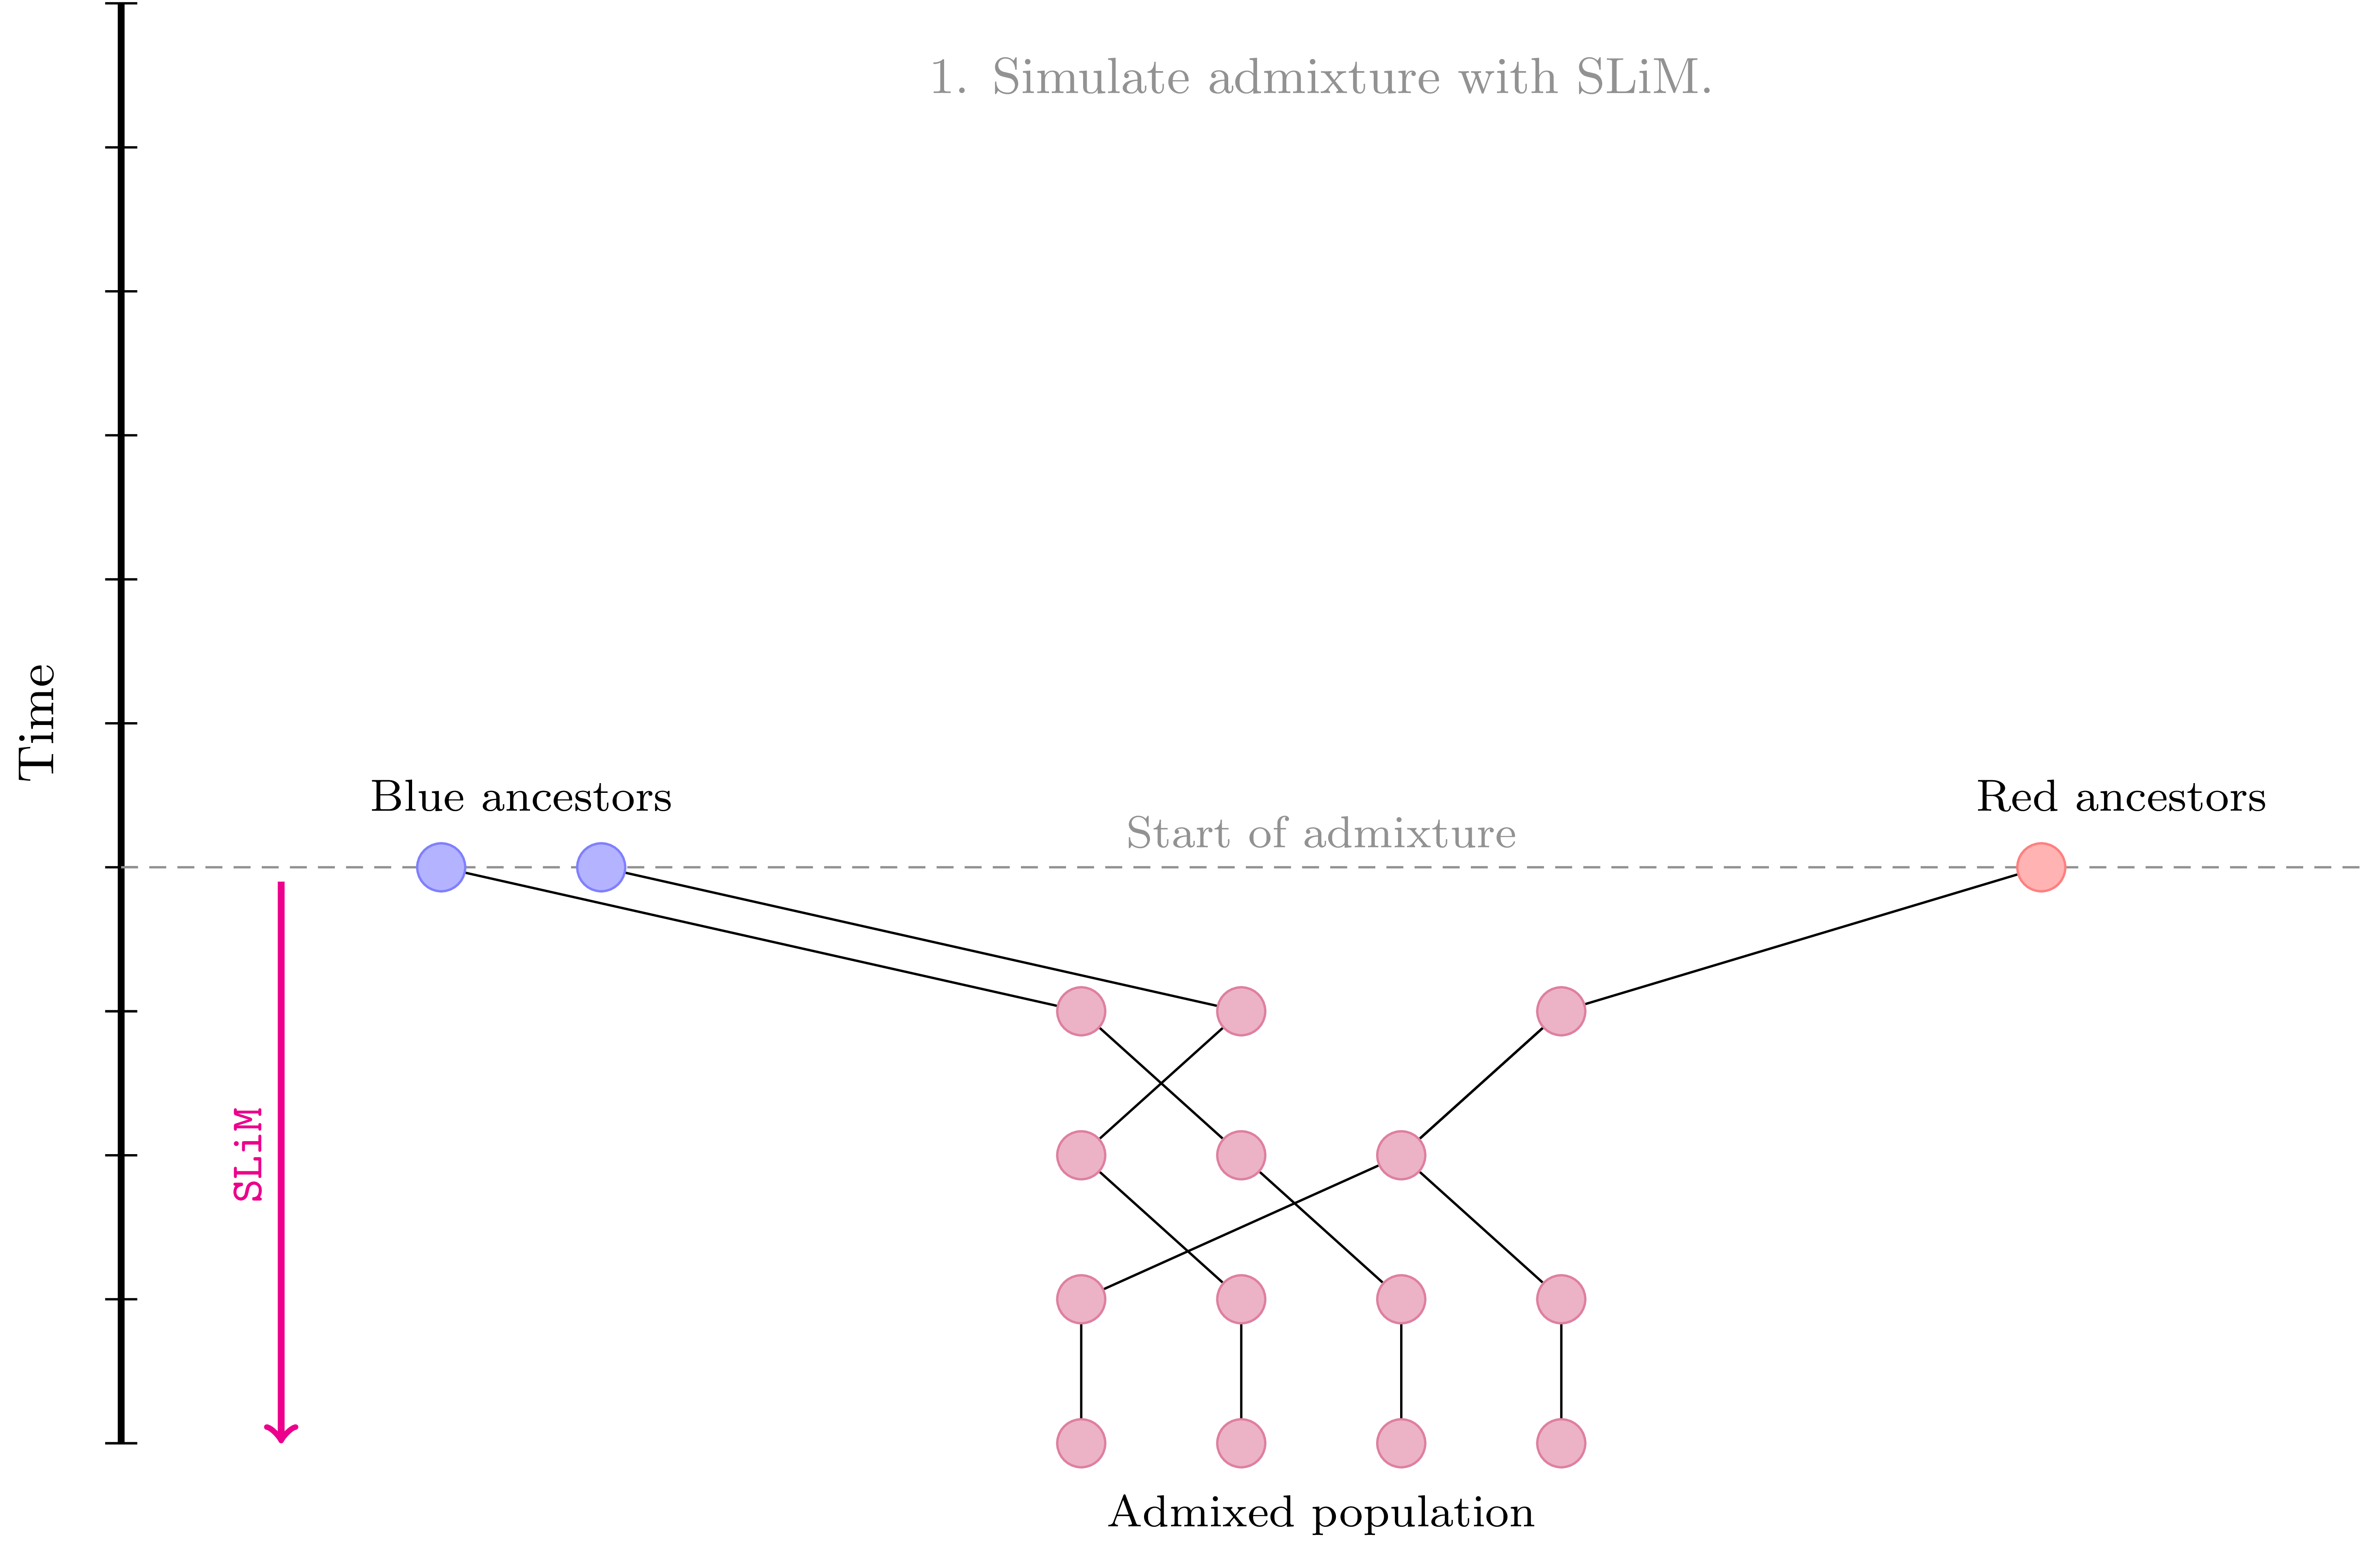 1. Simulate admixture with SLiM.
Time
Blue ancestors
Red ancestors
Start of admixture
SLiM
Admixed population